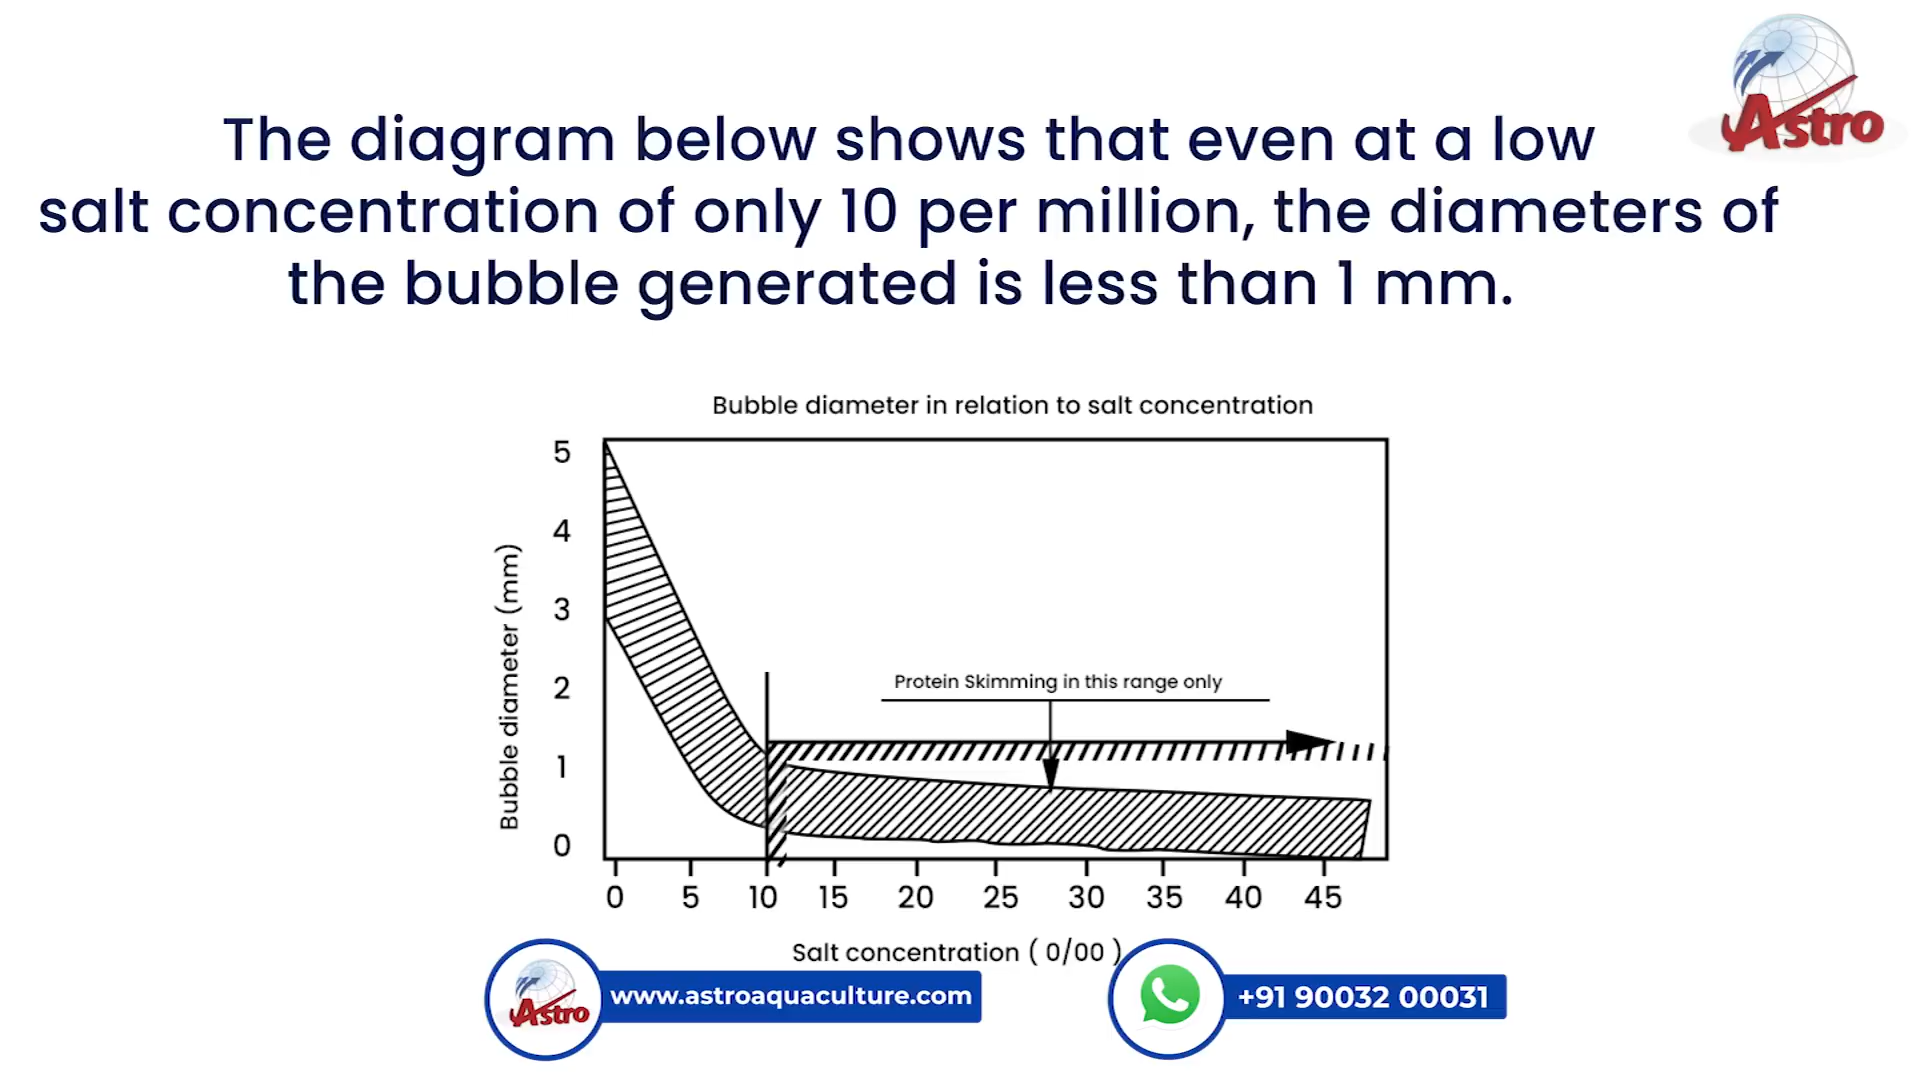 Astro
The diagram below shows that even at a low
salt concentration of only 10 per million, the diameters of
the bubble generated is less than 1 mm.
Bubble diameter in relation to salt concentration
Bubble diameter (mm)
5
4
3
2
1
0
Protein Skimming in this range only
0 5 10 15 20 25 30 35 40 45
Salt concentration ( 0/00 )
Astro
www.astroaquaculture.com
+91 90032 00031